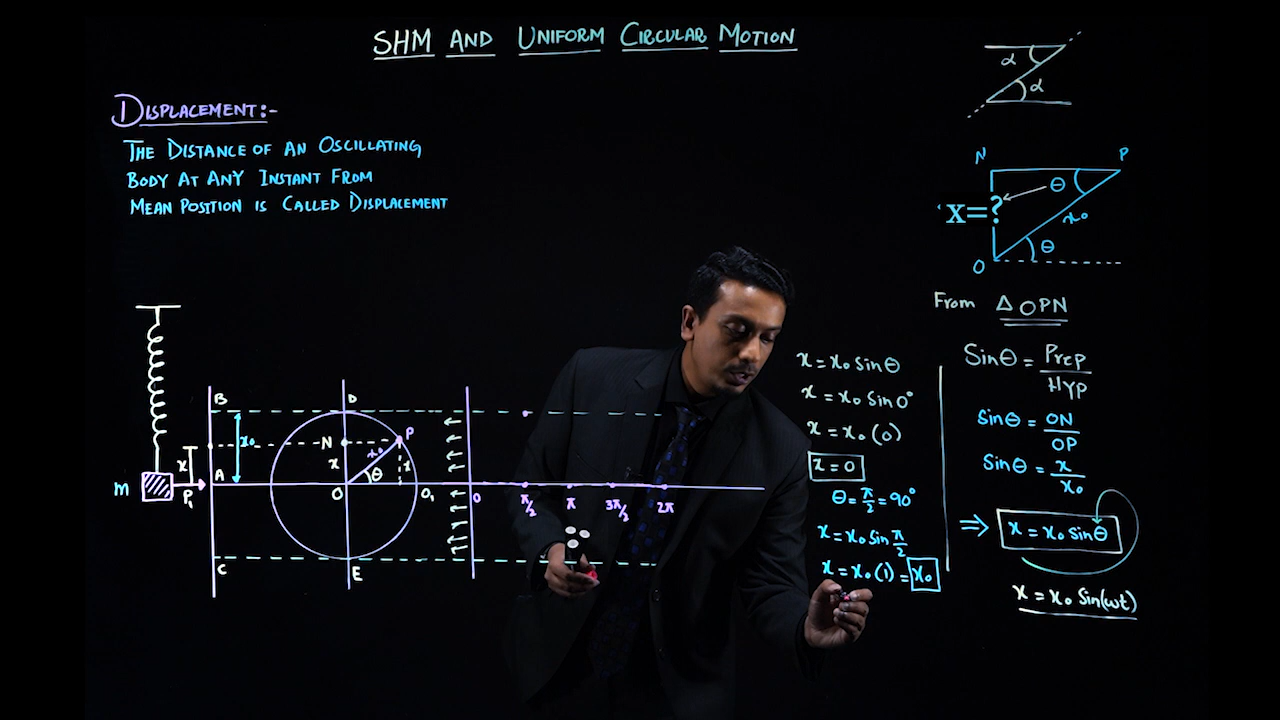 SHM AND UNIFORM CIRCULAR MOTION
DISPLACEMENT:-
THE DISTANCE OF AN OSCILLATING
BODY AT ANY INSTANT FROM
MEAN POSITION IS CALLED DISPLACEMENT
m
x
P₁
B
x₀
A
C
D
N
x
O
E
P
x₀
θ
x
O₁
O
π/2
π
3π/2
2π
x = x₀ sin θ
x = x₀ sin 0°
x = x₀ (0)
x = 0
θ = π/2 = 90°
x = x₀ sin π/2
x = x₀ (1) = x₀
α
α
N
P
θ
'x=?
x₀
θ
O
From △OPN
Sinθ = Prep/Hyp
Sinθ = ON/OP
Sinθ = x/x₀
⇒ x = x₀ sinθ
x = x₀ Sin(ωt)